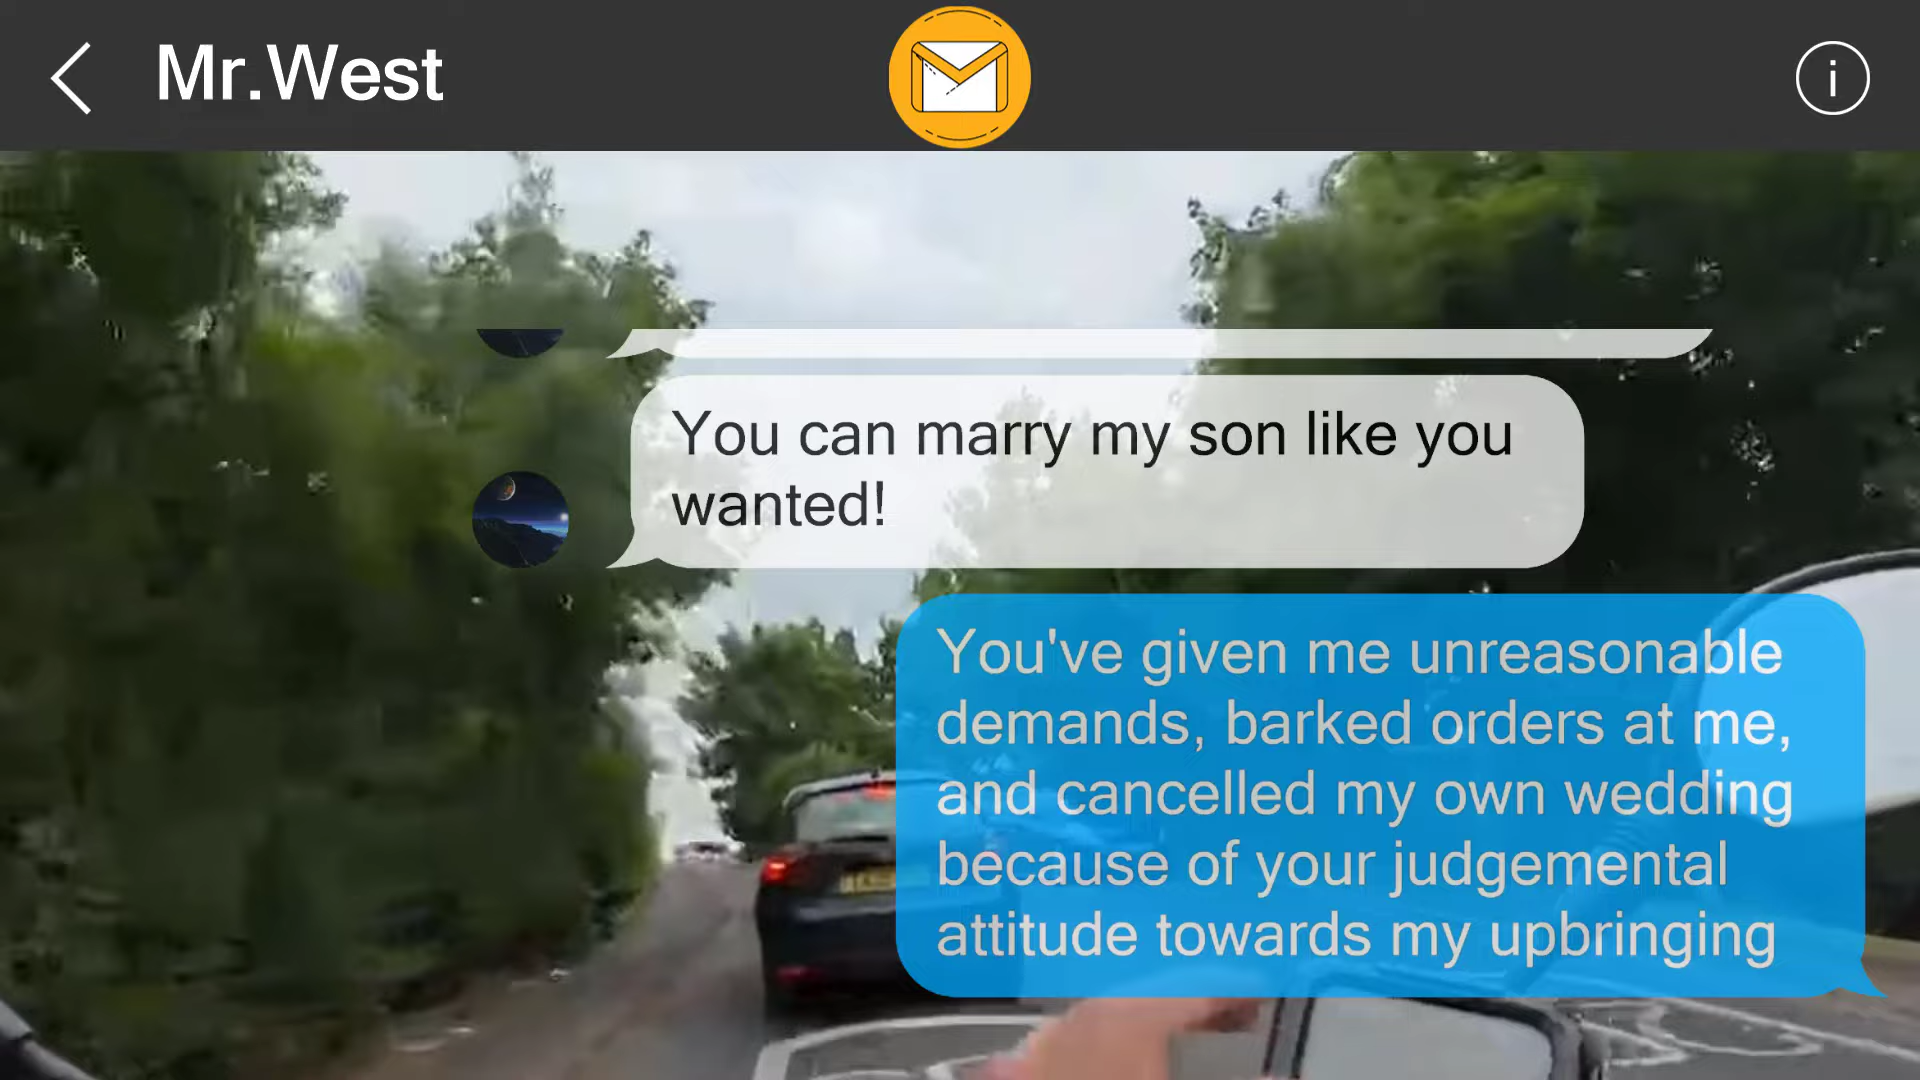 Mr.West
You can marry my son like you
wanted!
You've given me unreasonable
demands, barked orders at me,
and cancelled my own wedding
because of your judgemental
attitude towards my upbringing